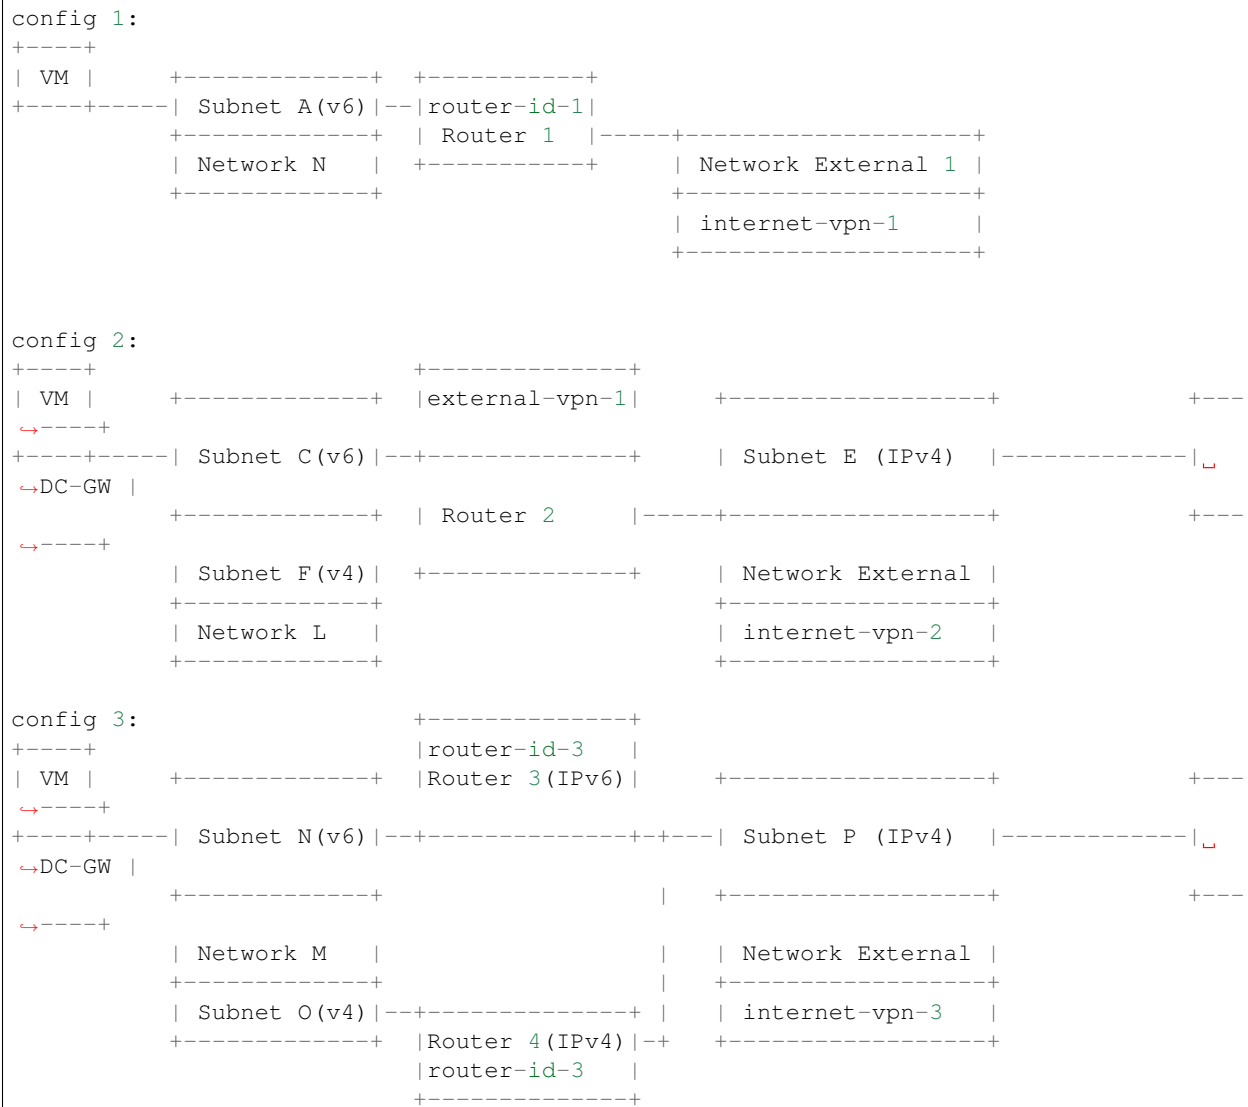 config 1:
+----+
| VM |     +-------------+  +-----------+
+----+-----| Subnet A(v6)|--|router-id-1|
           +-------------+  | Router 1  |-----+--------------------+
           | Network N   |  +-----------+     | Network External 1 |
           +-------------+                    +--------------------+
                                              | internet-vpn-1     |
                                              +--------------------+
config 2:
+----+                      +--------------+
| VM |     +-------------+  |external-vpn-1|     +------------------+             +---
↪----+
+----+-----| Subnet C(v6)|--+--------------+     | Subnet E (IPv4)  |-------------|␣
↪DC-GW |
           +-------------+  | Router 2     |-----+------------------+             +---
↪----+
           | Subnet F(v4)|  +--------------+     | Network External |
           +-------------+                       +------------------+
           | Network L   |                       | internet-vpn-2   |
           +-------------+                       +------------------+
config 3:                   +--------------+
+----+                      |router-id-3   |
| VM |     +-------------+  |Router 3(IPv6)|     +------------------+             +---
↪----+
+----+-----| Subnet N(v6)|--+--------------+-+---| Subnet P (IPv4)  |-------------|␣
↪DC-GW |
           +-------------+                   |   +------------------+             +---
↪----+
           | Network M   |                   |   | Network External |
           +-------------+                   |   +------------------+
           | Subnet O(v4)|--+--------------+ |   | internet-vpn-3   |
           +-------------+  |Router 4(IPv4)|-+   +------------------+
                            |router-id-3   |
                            +--------------+